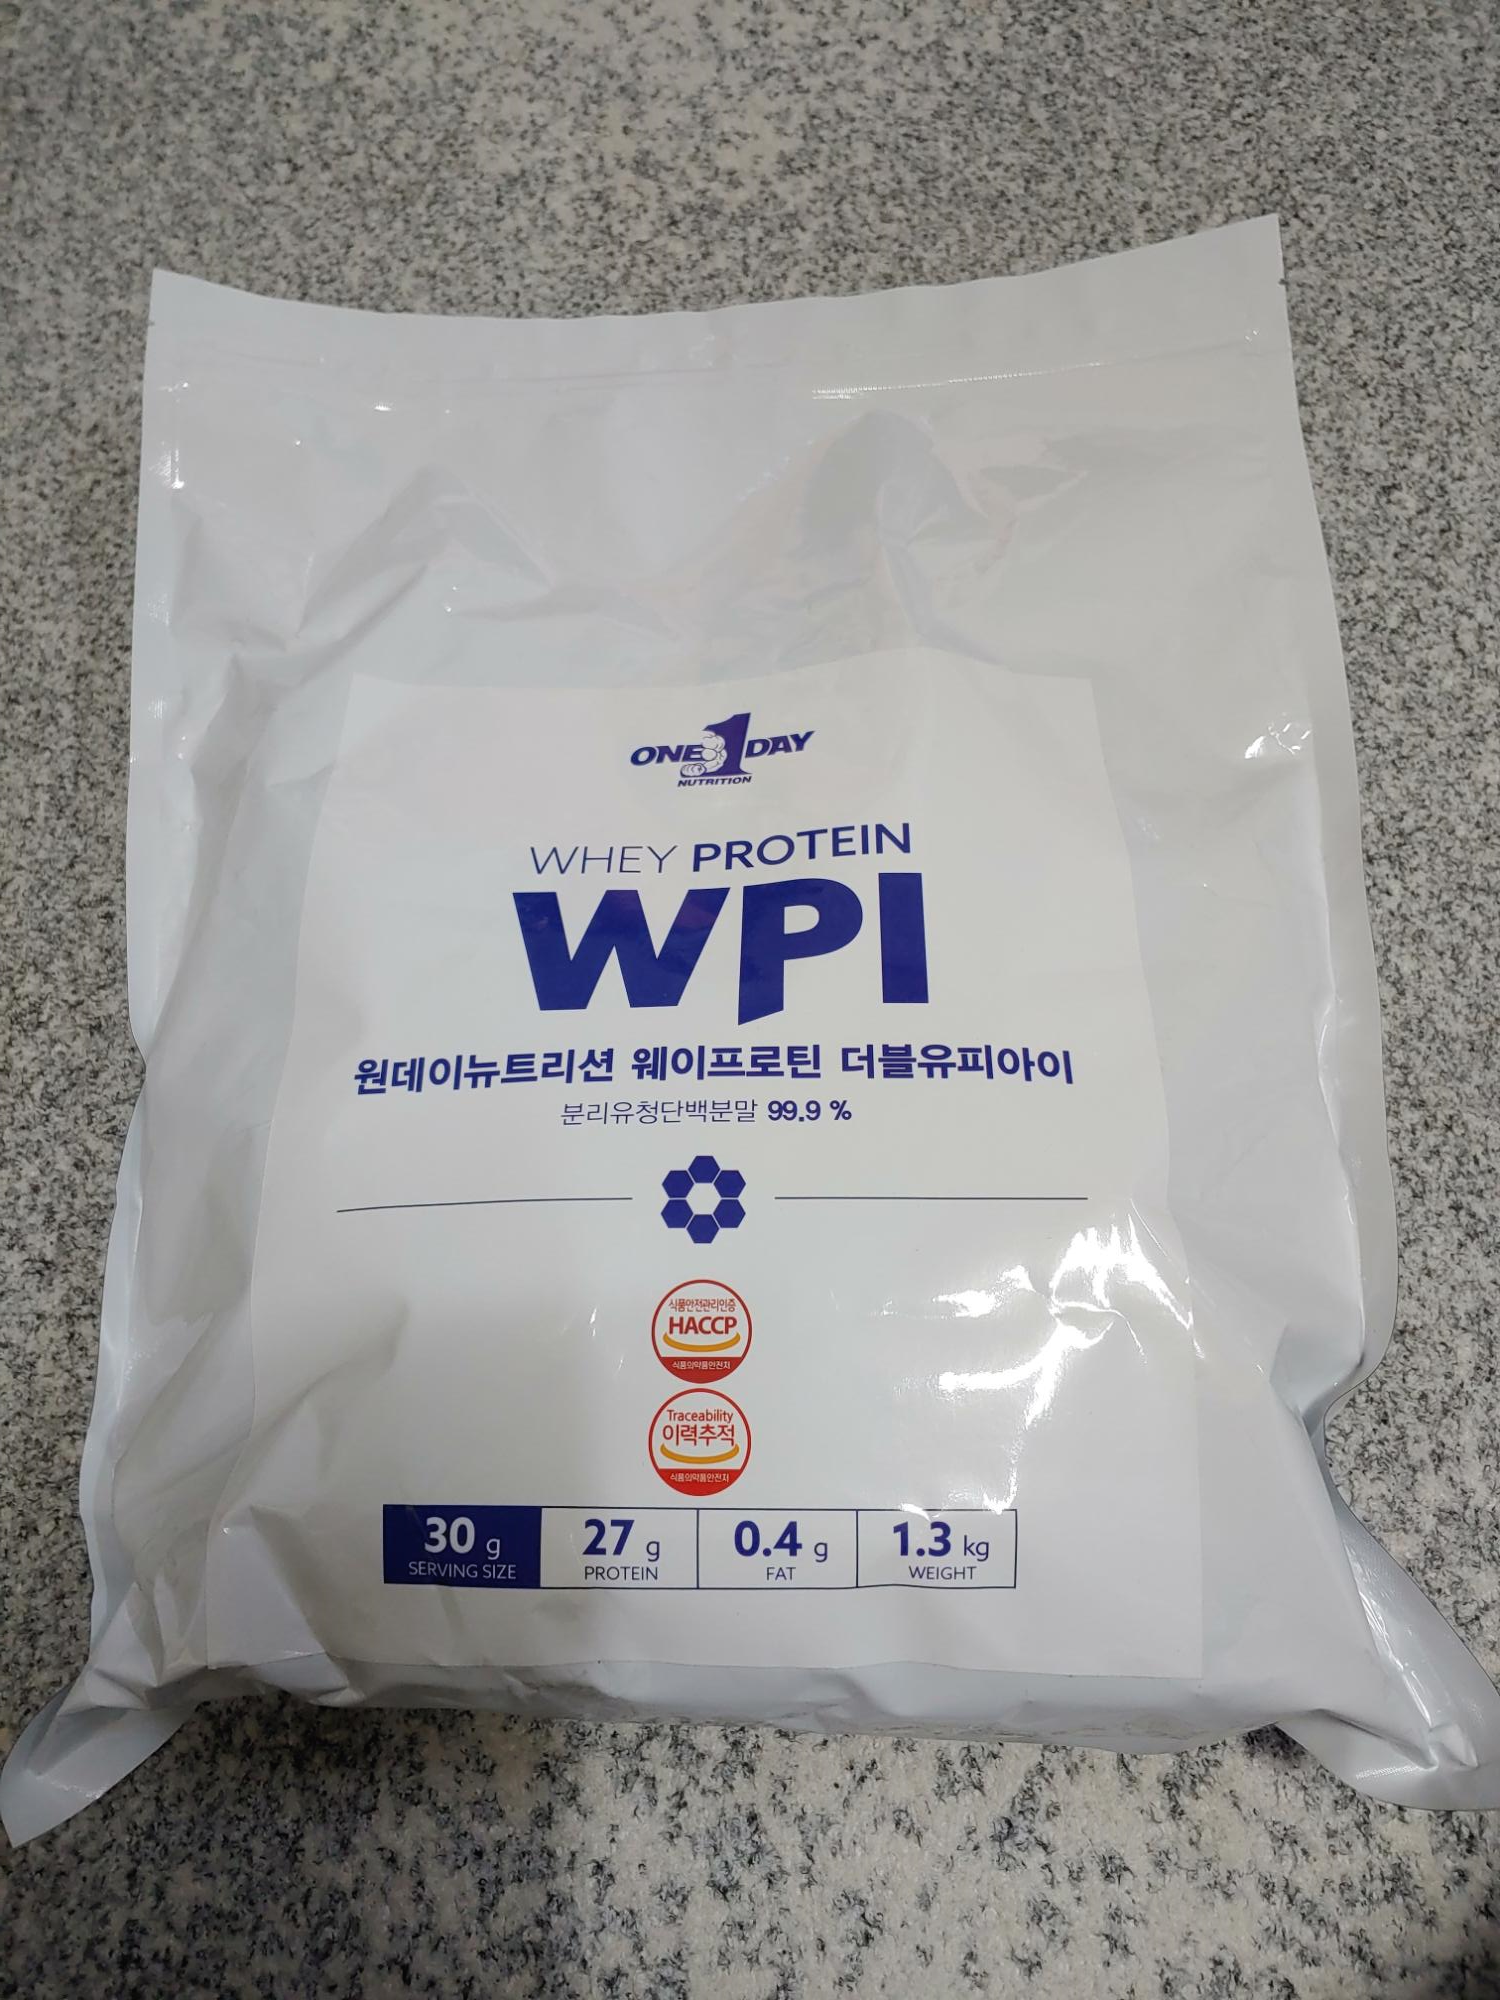 ONE 1 DAY
NUTRITION
WHEY PROTEIN
WPI
원데이뉴트리션 웨이프로틴 더블유피아이
분리유청단백분말 99.9 %
식품안전관리인증
HACCP
식품의약품안전처
Traceability
이력추적
식품의약품안전처
30 g 27 g 0.4 g 1.3 kg
SERVING SIZE PROTEIN FAT WEIGHT